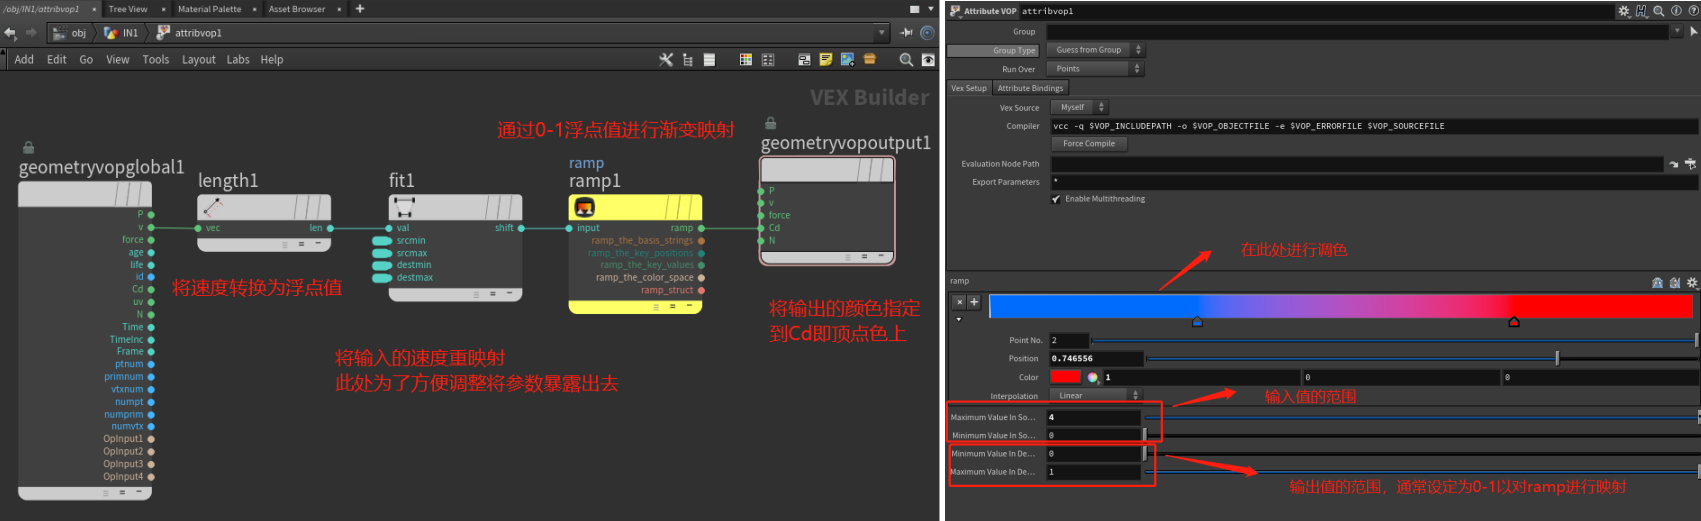 /obj/IN1/attribvop1
Tree View
Material Palette
Asset Browser
obj
IN1
attribvop1
Add Edit Go View Tools Layout Labs Help
VEX Builder
通过0-1浮点值进行渐变映射
geometryvopglobal1
P
v
force
age
life
id
Cd
uv
N
Time
TimeInc
Frame
ptnum
primnum
vtxnum
numpt
numprim
numvtx
OpInput1
OpInput2
OpInput3
OpInput4
length1
vec len
将速度转换为浮点值
fit1
val shift
srcmin
srcmax
destmin
destmax
将输入的速度重映射
此处为了方便调整将参数暴露出去
ramp
ramp1
input ramp
ramp_the_basis_strings
ramp_the_key_positions
ramp_the_key_values
ramp_the_color_space
ramp_struct
geometryvopoutput1
P
v
force
Cd
N
将输出的颜色指定
到Cd即顶点色上
Attribute VOP attribvop1
Group
Group Type Guess from Group
Run Over Points
Vex Setup Attribute Bindings
Vex Source Myself
Compiler vcc -q $VOP_INCLUDEPATH -o $VOP_OBJECTFILE -e $VOP_ERRORFILE $VOP_SOURCEFILE
Force Compile
Evaluation Node Path
Export Parameters *
Enable Multithreading
在此处进行调色
ramp
Point No. 2
Position 0.746556
Color 1 0 0
Interpolation Linear
输入值的范围
Maximum Value In So... 4
Minimum Value In So... 0
Minimum Value In De... 0
Maximum Value In De... 1
输出值的范围，通常设定为0-1以对ramp进行映射